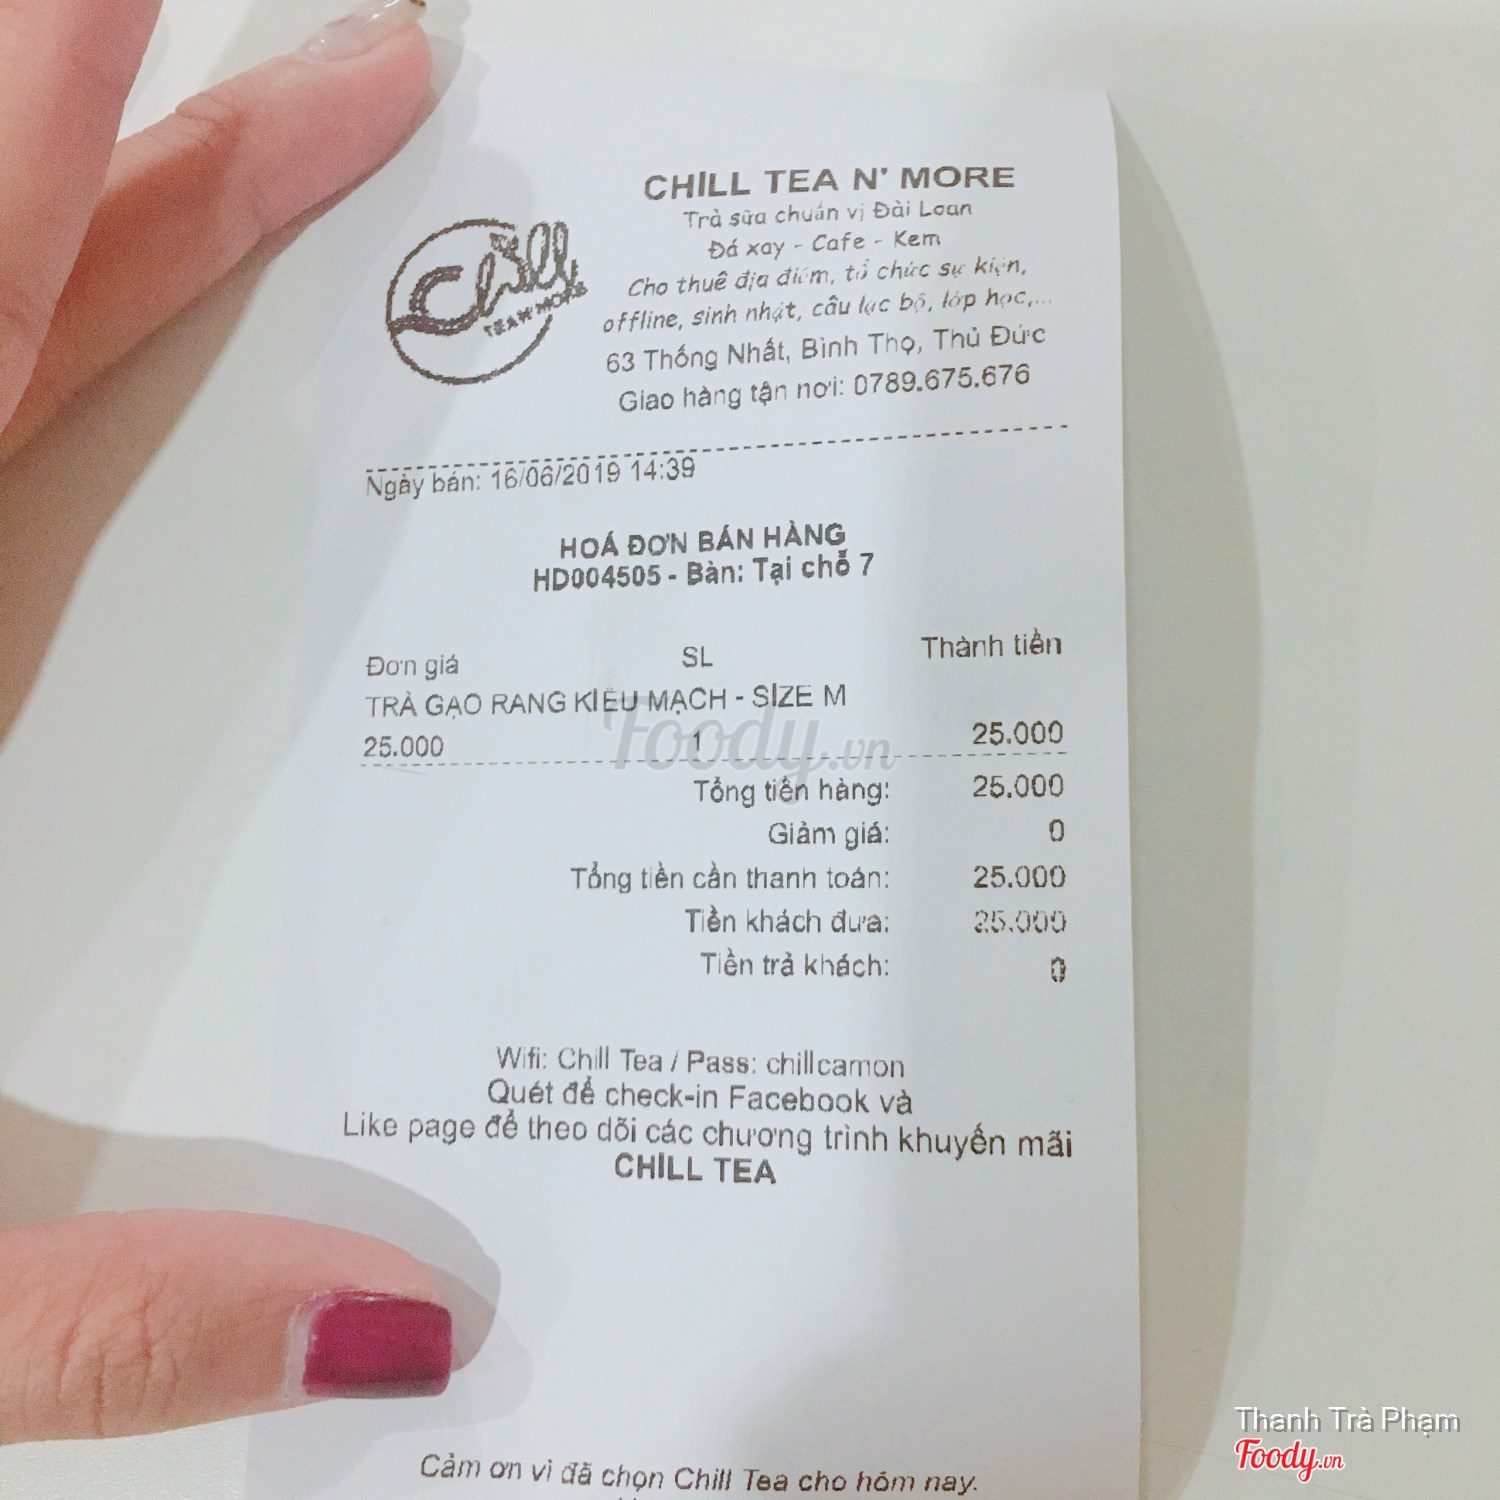 CHILL TEA N' MORE
Trà sữa chuẩn vị Đài Loan
Đá xay - Cafe - Kem
Cho thuê địa điểm, tổ chức sự kiện,
offline, sinh nhật, câu lạc bộ, lớp học,...
63 Thống Nhất, Bình Thọ, Thủ Đức
Giao hàng tận nơi: 0789.675.676
Chill
TEA N' MORE
Ngày bán: 16/06/2019 14:39
HOÁ ĐƠN BÁN HÀNG
HD004505 - Bàn: Tại chỗ 7
Đơn giá SL Thành tiền
TRÀ GẠO RANG KIỀU MẠCH - SIZE M
25.000 1 25.000
Foody.vn
Tổng tiền hàng: 25.000
Giảm giá: 0
Tổng tiền cần thanh toán: 25.000
Tiền khách đưa: 25.000
Tiền trả khách: 0
Wifi: Chill Tea / Pass: chillcamon
Quét để check-in Facebook và
Like page để theo dõi các chương trình khuyến mãi
CHILL TEA
Cảm ơn vì đã chọn Chill Tea cho hôm nay.
Thanh Trà Phạm
Foody.vn